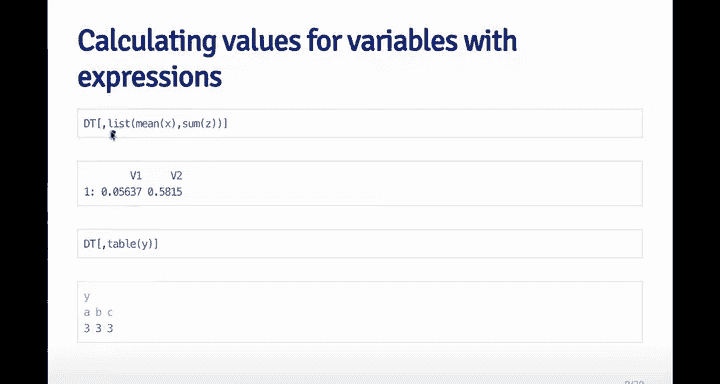 Calculating values for variables with
expressions
DT[,list(mean(x),sum(z))]
V1 V2
1: 0.05637 0.5815
DT[,table(y)]
y
a b c
3 3 3